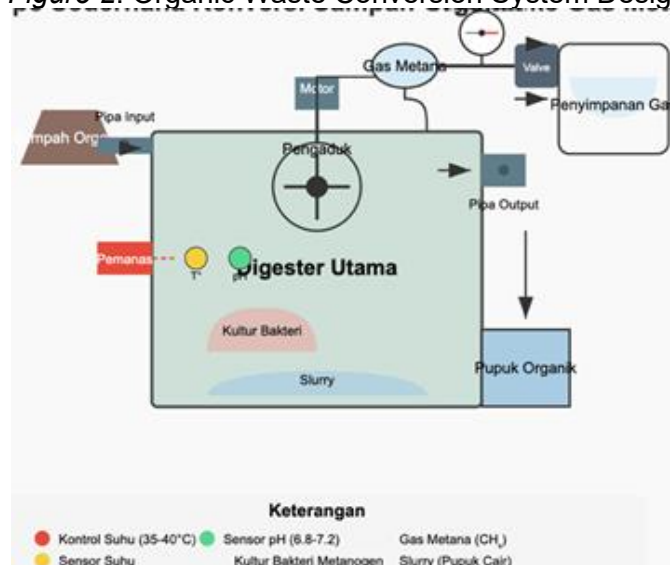 Figure 2. Organic Waste Conversion System Desig
Gas Metana
Valve
Motor
Penyimpanan Ga
Pipa Input
mpah Org
Pengaduk
Pipa Output
Pemanas
T°
pH
Digester Utama
Kultur Bakteri
Slurry
Pupuk Organik
Keterangan
Kontrol Suhu (35-40°C) Sensor pH (6.8-7.2) Gas Metana (CH₄)
Sensor Suhu Kultur Bakteri Metanogen Slurry (Pupuk Cair)